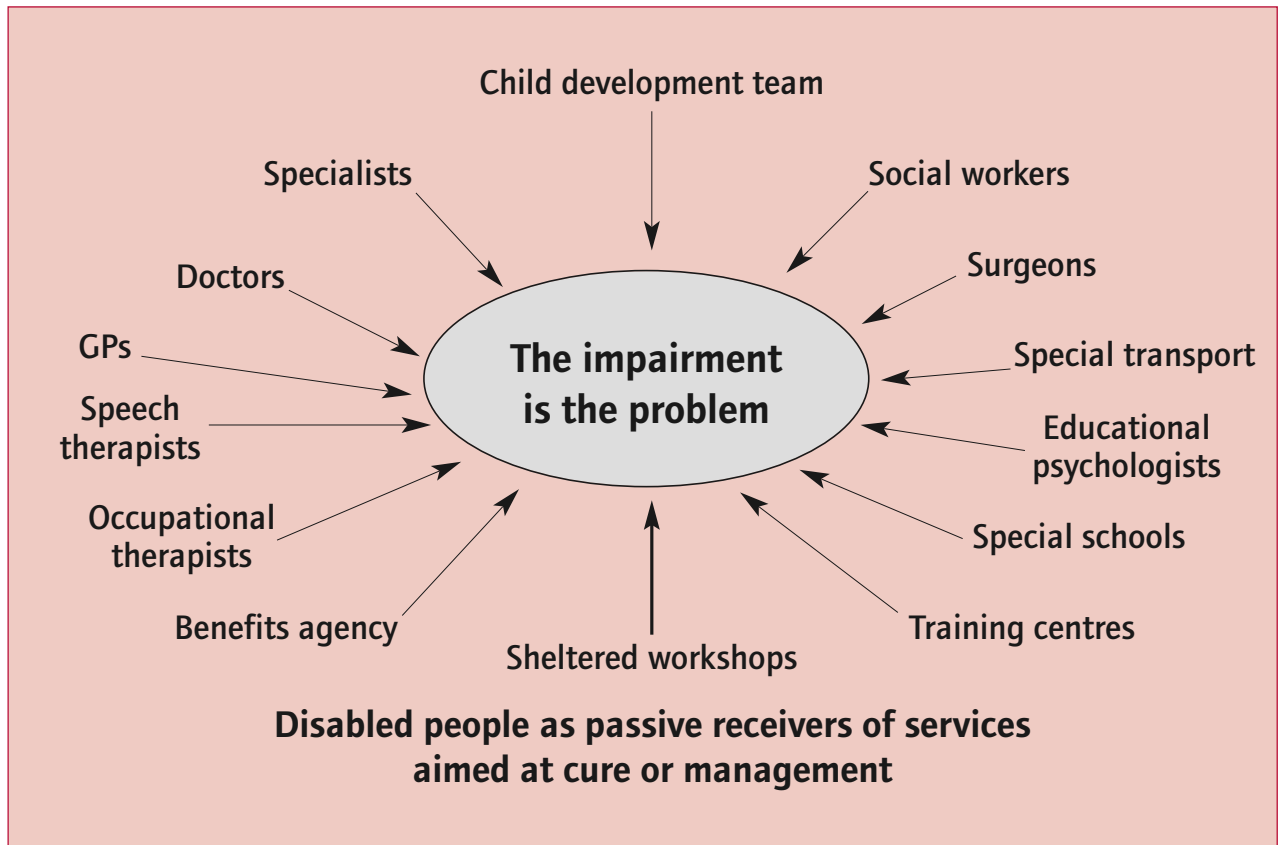 Child development team
Specialists
Social workers
Doctors
Surgeons
GPs
Special transport
The impairment
is the problem
Speech
therapists
Educational
psychologists
Occupational
therapists
Special schools
Benefits agency
Training centres
Sheltered workshops
Disabled people as passive receivers of services
aimed at cure or management